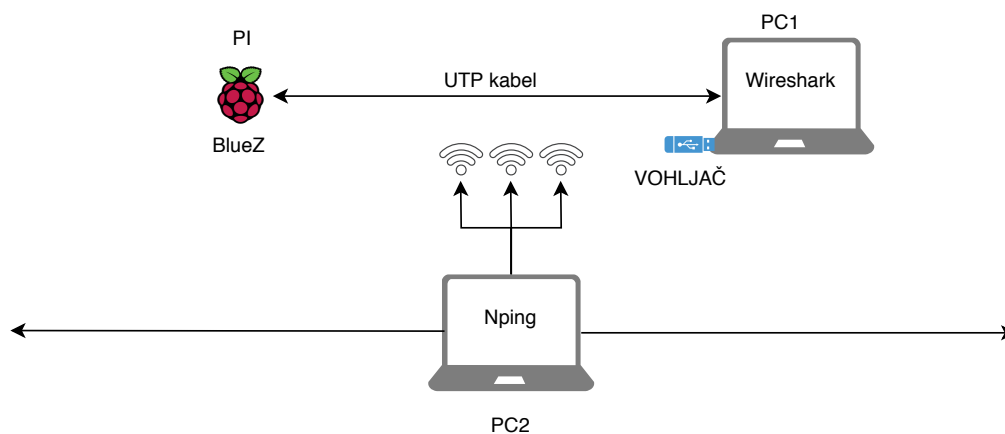 PI
PC1
UTP kabel
Wireshark
BlueZ
VOHLJAČ
Nping
PC2